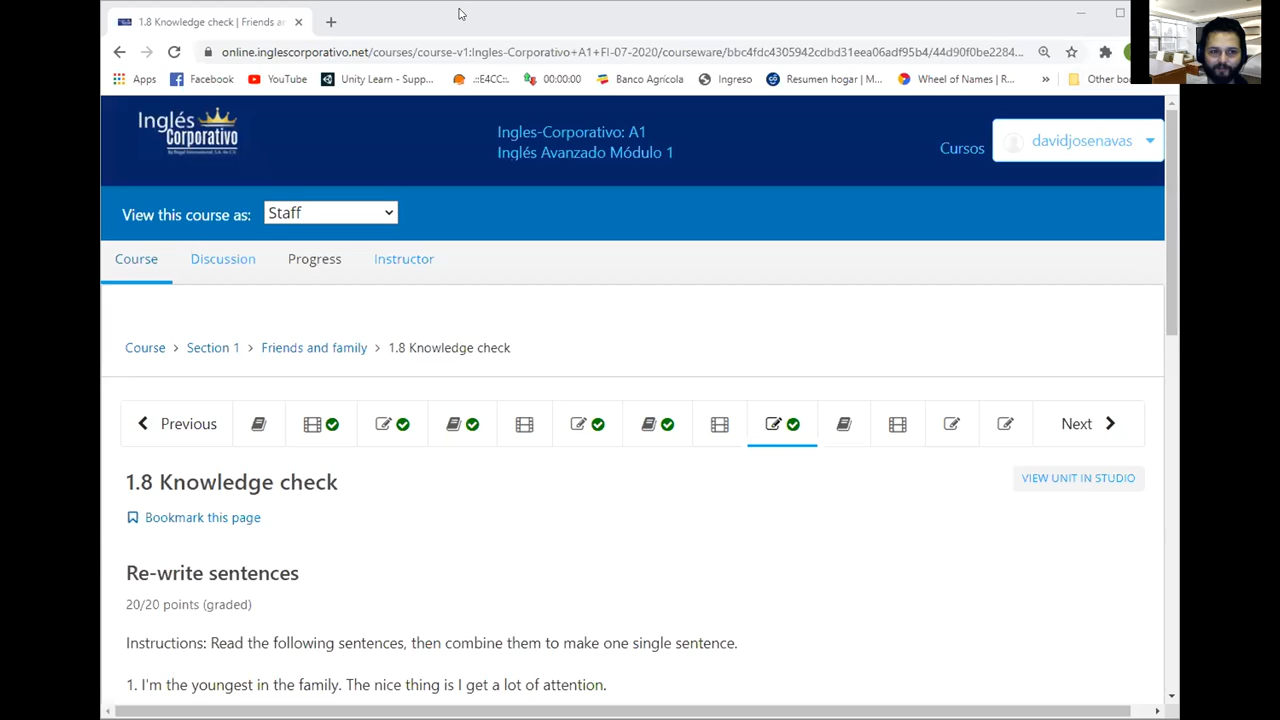 1.8 Knowledge check | Friends ar
online.inglescorporativo.net/courses/course-v1:Ingles-Corporativo+A1+FI-07-2020/courseware/bbc4fdc4305942cdbd31eea06adf95b4/44d90f0be2284...
Apps Facebook YouTube Unity Learn - Supp... .::E4CC::. 00:00:00 Banco Agrícola Ingreso Resumen hogar | M... Wheel of Names | R... » Other boo
Inglés
Corporativo
Ingles-Corporativo: A1
Inglés Avanzado Módulo 1
Cursos
davidjosenavas
View this course as: Staff
Course Discussion Progress Instructor
Course > Section 1 > Friends and family > 1.8 Knowledge check
Previous Next
1.8 Knowledge check
VIEW UNIT IN STUDIO
Bookmark this page
Re-write sentences
20/20 points (graded)
Instructions: Read the following sentences, then combine them to make one single sentence.
1. I'm the youngest in the family. The nice thing is I get a lot of attention.